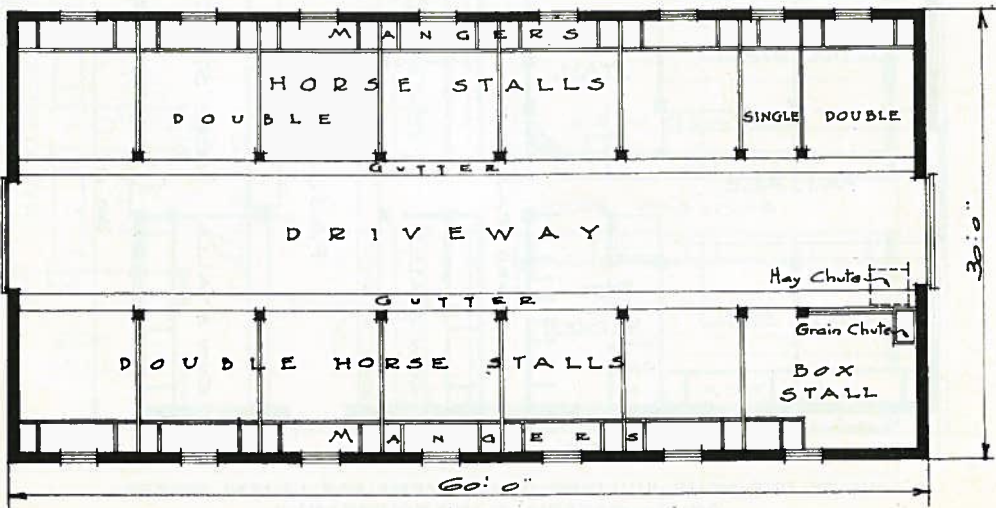 MANGERS
HORSE STALLS
DOUBLE
SINGLE DOUBLE
GUTTER
DRIVEWAY
30'.0"
Hay Chute
GUTTER
Grain Chute
DOUBLE HORSE STALLS
BOX
STALL
MANGERS
60'.0"